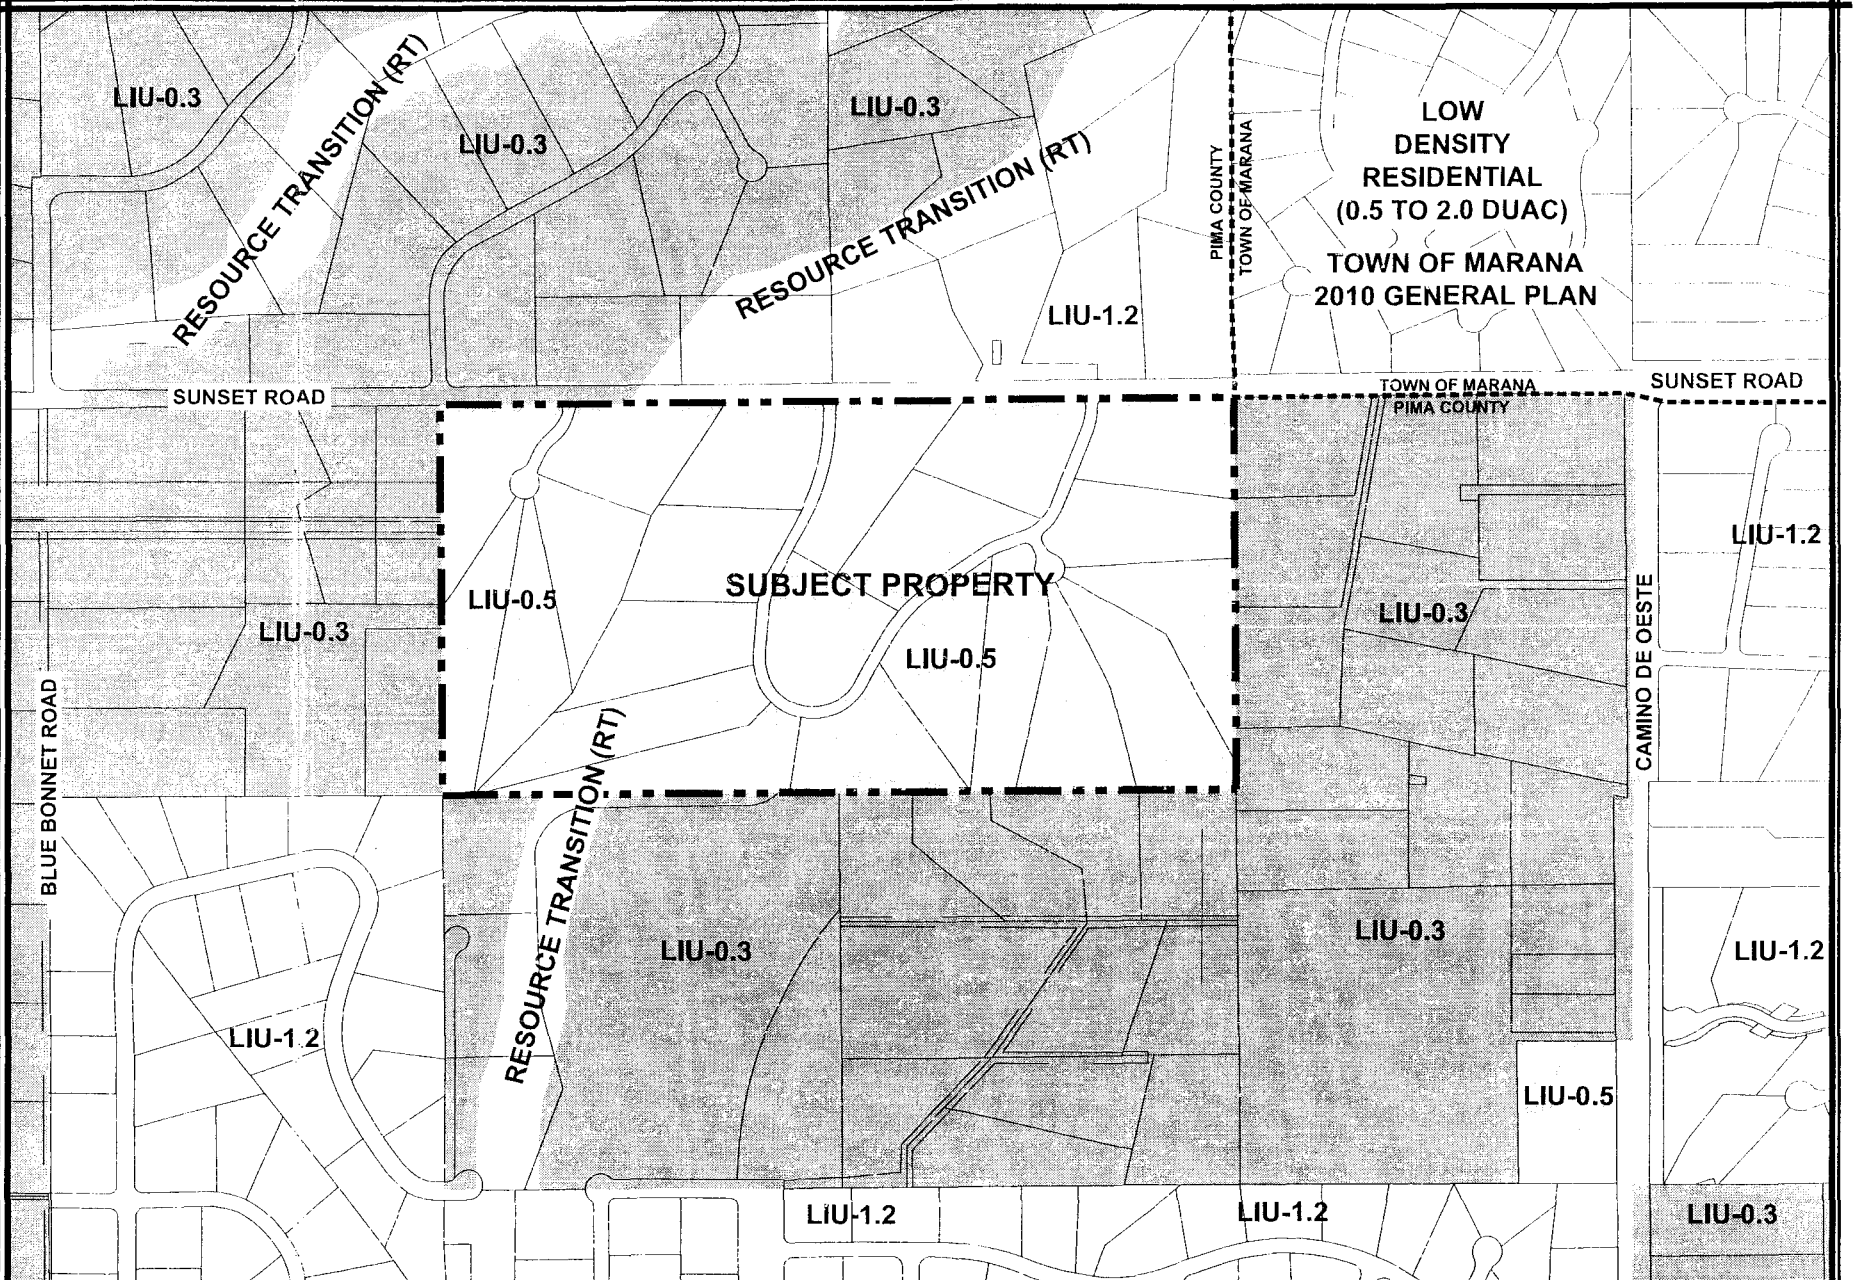 LIU-0.3
RESOURCE TRANSITION (RT)
LIU-0.3
LIU-0.3
RESOURCE TRANSITION (RT)
PIMA COUNTY
TOWN OF MARANA
LOW
DENSITY
RESIDENTIAL
(0.5 TO 2.0 DUAC)
TOWN OF MARANA
2010 GENERAL PLAN
LIU-1.2
SUNSET ROAD
TOWN OF MARANA
PIMA COUNTY
SUNSET ROAD
LIU-1.2
LIU-0.5
SUBJECT PROPERTY
LIU-0.3
LIU-0.3
LIU-0.5
CAMINO DE OESTE
BLUE BONNET ROAD
RESOURCE TRANSITION (RT)
LIU-0.3
LIU-0.3
LIU-1.2
LIU-1.2
LIU-0.5
LIU-1.2
LIU-1.2
LIU-0.3